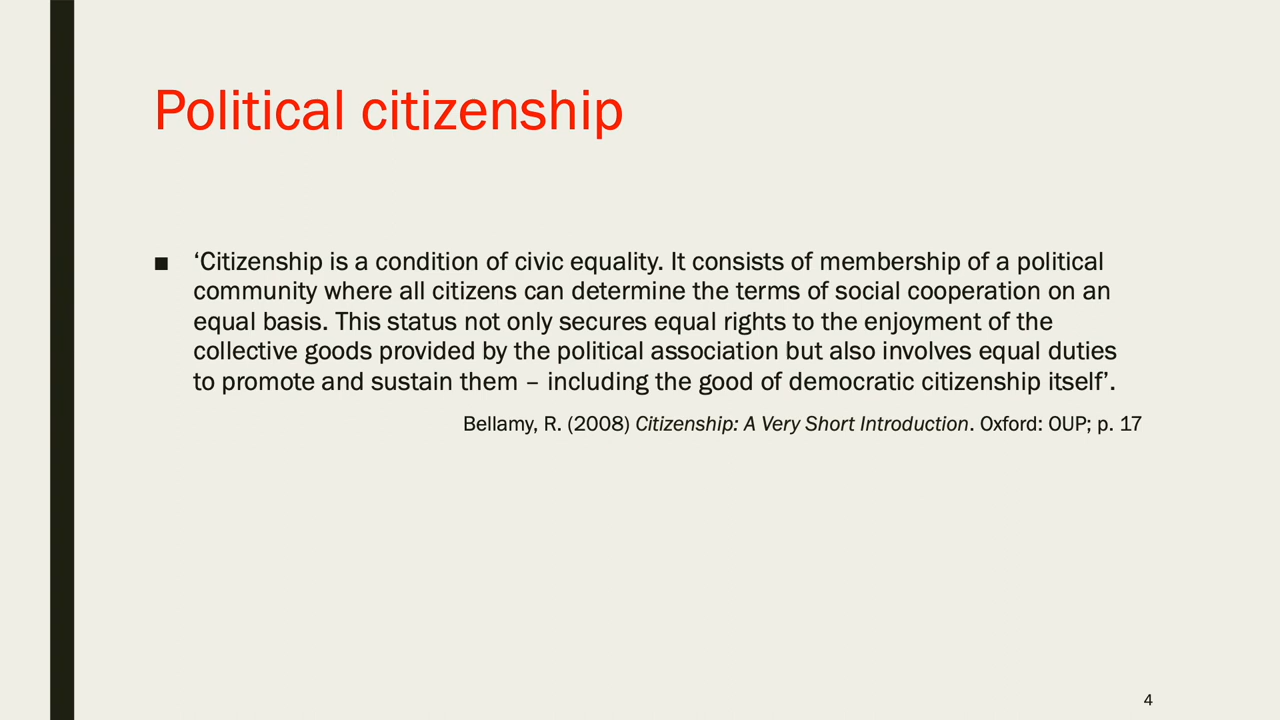 Political citizenship
■ ‘Citizenship is a condition of civic equality. It consists of membership of a political
community where all citizens can determine the terms of social cooperation on an
equal basis. This status not only secures equal rights to the enjoyment of the
collective goods provided by the political association but also involves equal duties
to promote and sustain them – including the good of democratic citizenship itself’.
Bellamy, R. (2008) Citizenship: A Very Short Introduction. Oxford: OUP; p. 17
4